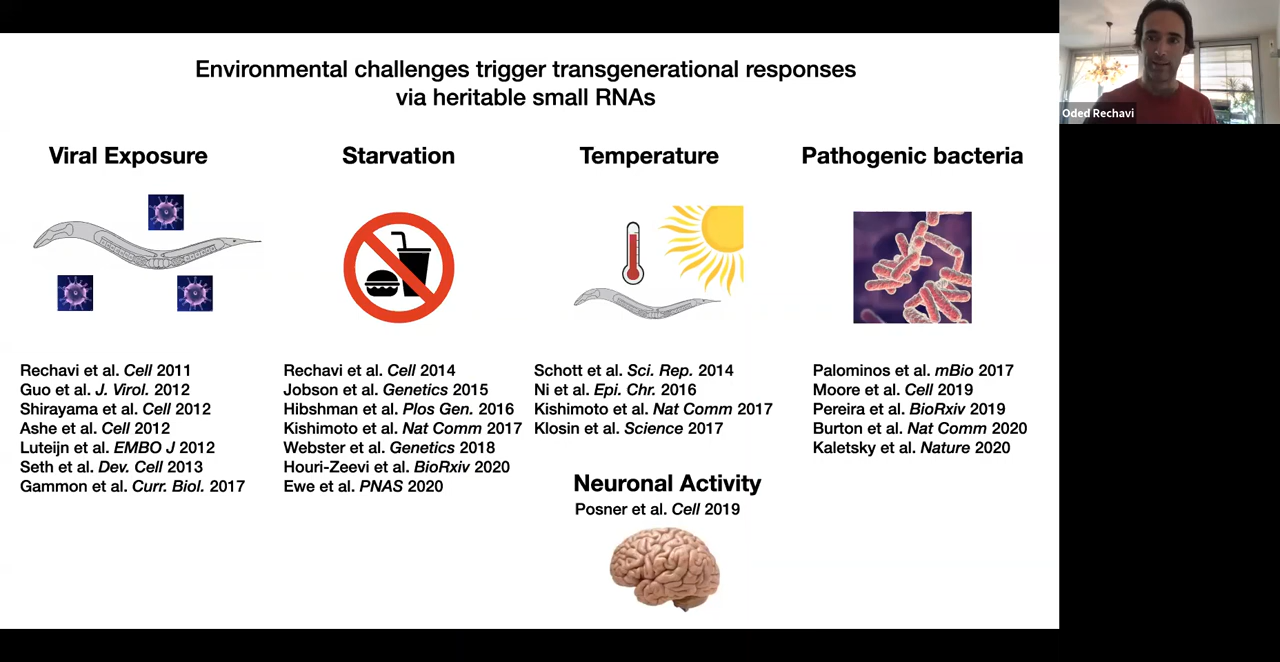 Environmental challenges trigger transgenerational responses
via heritable small RNAs
Viral Exposure
Rechavi et al. Cell 2011
Guo et al. J. Virol. 2012
Shirayama et al. Cell 2012
Ashe et al. Cell 2012
Luteijn et al. EMBO J 2012
Seth et al. Dev. Cell 2013
Gammon et al. Curr. Biol. 2017
Starvation
Rechavi et al. Cell 2014
Jobson et al. Genetics 2015
Hibshman et al. Plos Gen. 2016
Kishimoto et al. Nat Comm 2017
Webster et al. Genetics 2018
Houri-Zeevi et al. BioRxiv 2020
Ewe et al. PNAS 2020
Temperature
Schott et al. Sci. Rep. 2014
Ni et al. Epi. Chr. 2016
Kishimoto et al. Nat Comm 2017
Klosin et al. Science 2017
Neuronal Activity
Posner et al. Cell 2019
Pathogenic bacteria
Palominos et al. mBio 2017
Moore et al. Cell 2019
Pereira et al. BioRxiv 2019
Burton et al. Nat Comm 2020
Kaletsky et al. Nature 2020
Oded Rechavi